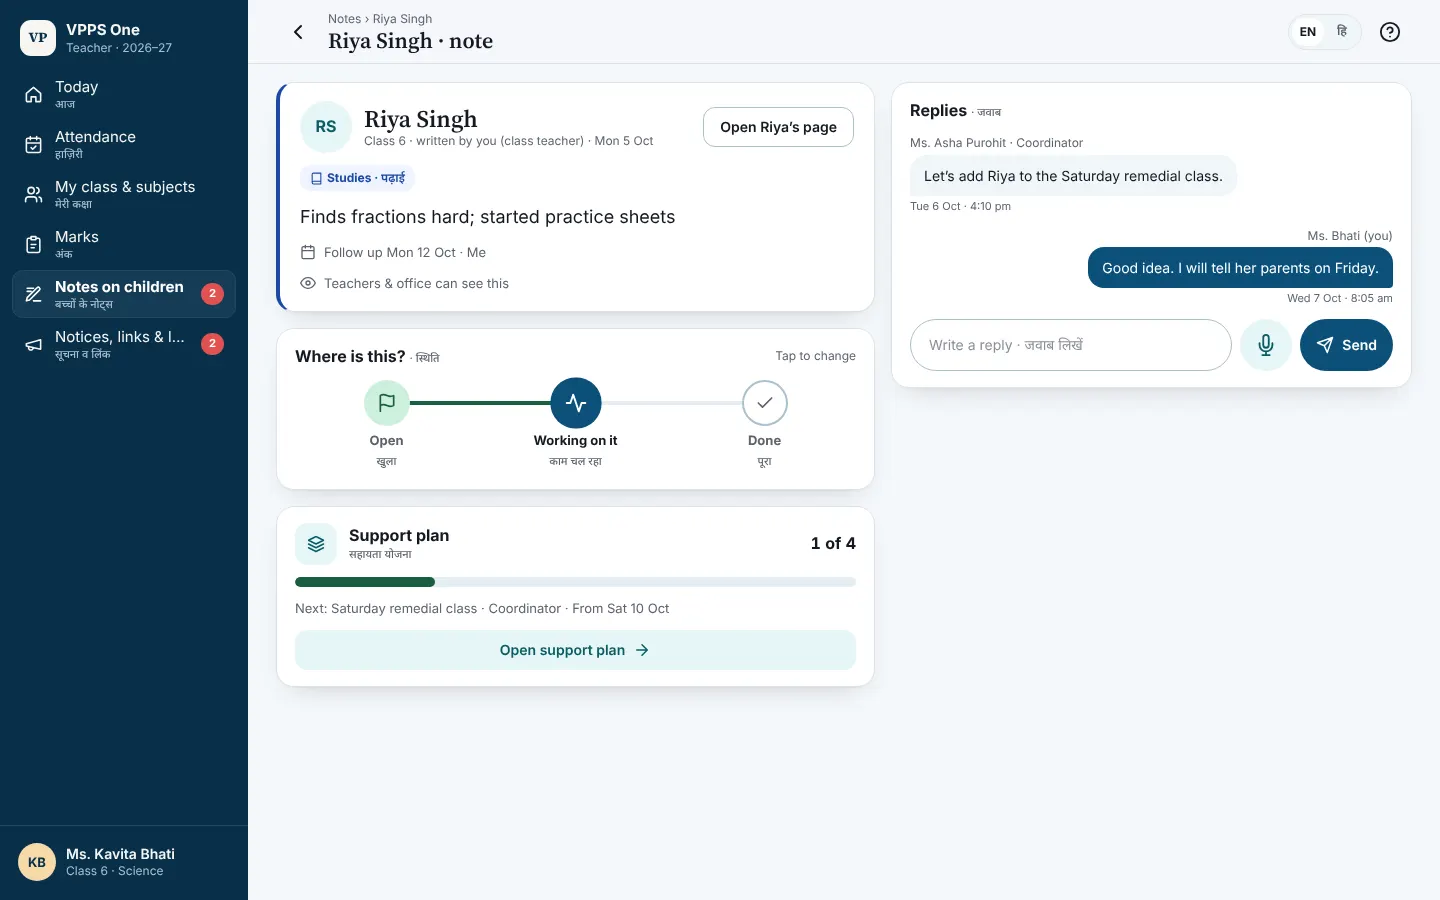 VP
VPPS One
Teacher · 2026–27
Today
आज
Attendance
हाज़िरी
My class & subjects
मेरी कक्षा
Marks
अंक
Notes on children
बच्चों के नोट्स
2
Notices, links & l...
सूचना व लिंक
2
KB
Ms. Kavita Bhati
Class 6 · Science
Notes › Riya Singh
Riya Singh · note
EN
हि
RS
Riya Singh
Class 6 · written by you (class teacher) · Mon 5 Oct
Open Riya’s page
Studies · पढ़ाई
Finds fractions hard; started practice sheets
Follow up Mon 12 Oct · Me
Teachers & office can see this
Where is this? · स्थिति
Tap to change
Open
खुला
Working on it
काम चल रहा
Done
पूरा
Support plan
सहायता योजना
1 of 4
Next: Saturday remedial class · Coordinator · From Sat 10 Oct
Open support plan
Replies · जवाब
Ms. Asha Purohit · Coordinator
Let’s add Riya to the Saturday remedial class.
Tue 6 Oct · 4:10 pm
Ms. Bhati (you)
Good idea. I will tell her parents on Friday.
Wed 7 Oct · 8:05 am
Write a reply · जवाब लिखें
Send